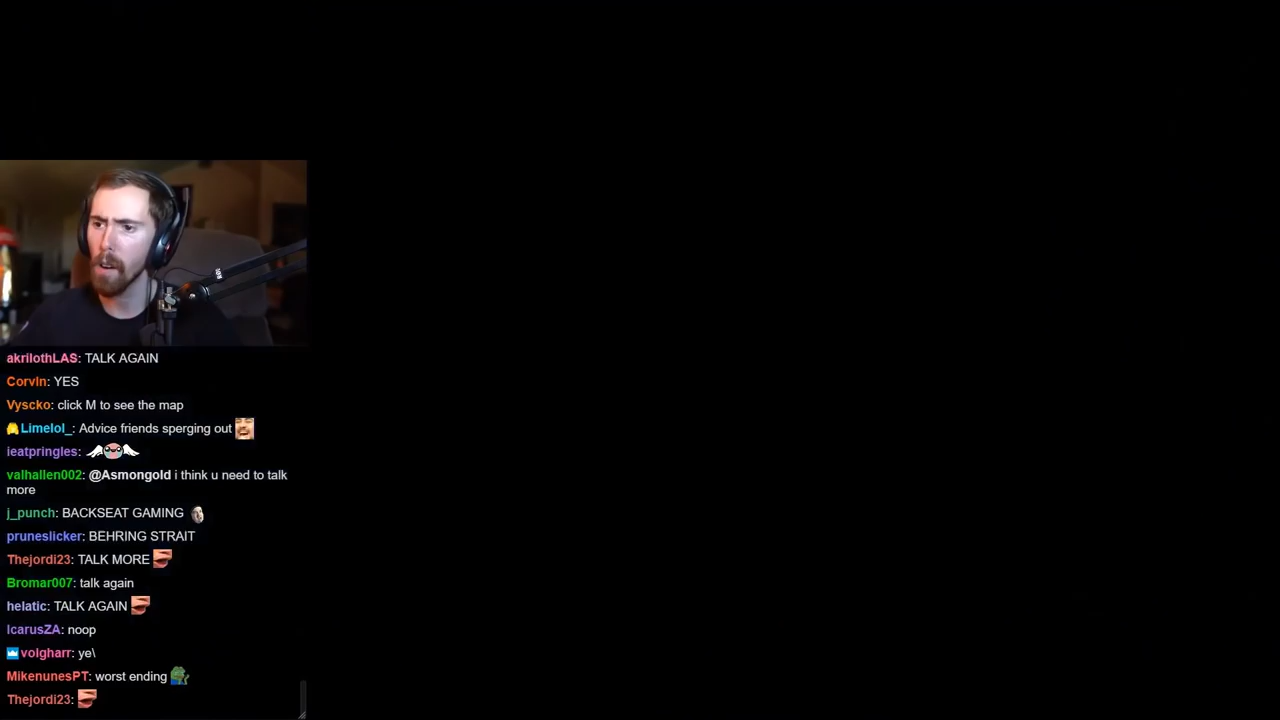 akrilothLAS: TALK AGAIN
Corvln: YES
Vyscko: click M to see the map
Limelol_: Advice friends sperging out
ieatpringles:
valhallen002: @Asmongold i think u need to talk
more
j_punch: BACKSEAT GAMING
pruneslicker: BEHRING STRAIT
Thejordi23: TALK MORE
Bromar007: talk again
helatic: TALK AGAIN
IcarusZA: noop
volgharr: ye\
MikenunesPT: worst ending
Thejordi23: